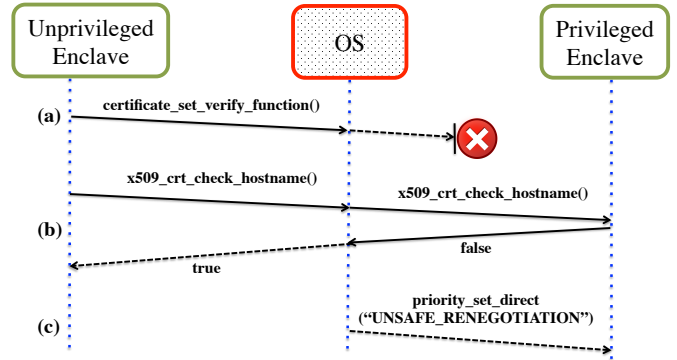 Unprivileged
Enclave
OS
Privileged
Enclave
(a)
certificate_set_verify_function()
x509_crt_check_hostname()
x509_crt_check_hostname()
(b)
false
true
priority_set_direct
(“UNSAFE_RENEGOTIATION”)
(c)